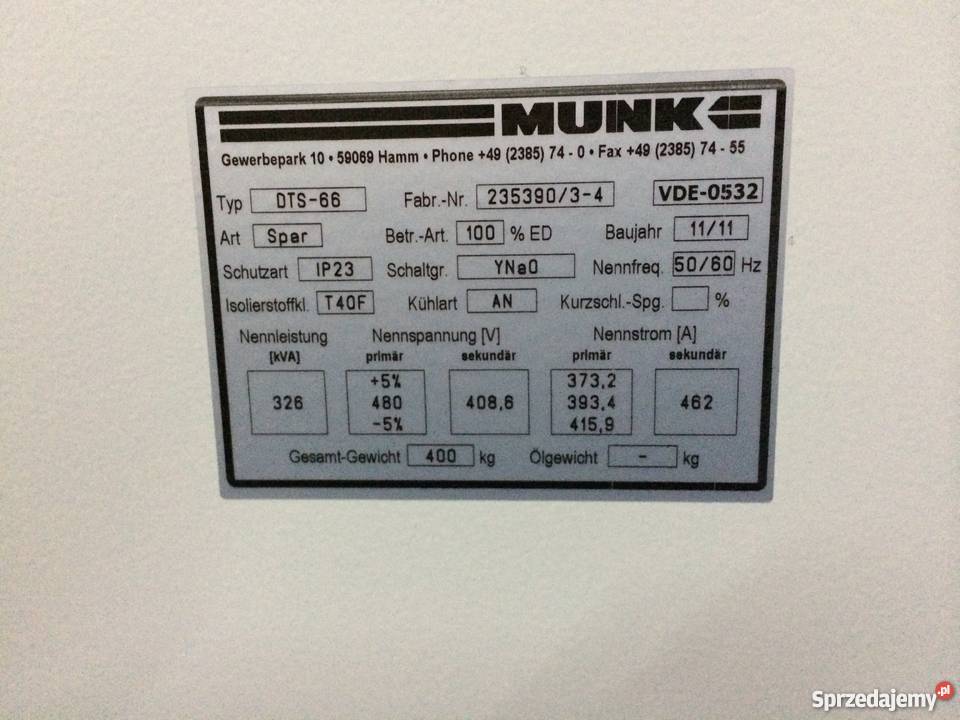 MUNK
Gewerbepark 10 • 59069 Hamm • Phone +49 (2385) 74 - 0 • Fax +49 (2385) 74 - 55
Typ DTS-66 Fabr.-Nr. 235390/3-4 VDE-0532
Art Spar Betr.-Art. 100 % ED Baujahr 11/11
Schutzart IP23 Schaltgr. YNa0 Nennfreq. 50/60 Hz
Isolierstoffkl. T40F Kühlart AN Kurzschl.-Spg. %
Nennleistung Nennspannung [V] Nennstrom [A]
[kVA] primär sekundär primär sekundär
+5% 373,2
326 480 408,6 393,4 462
-5% 415,9
Gesamt-Gewicht 400 kg Ölgewicht - kg
Sprzedajemy.pl